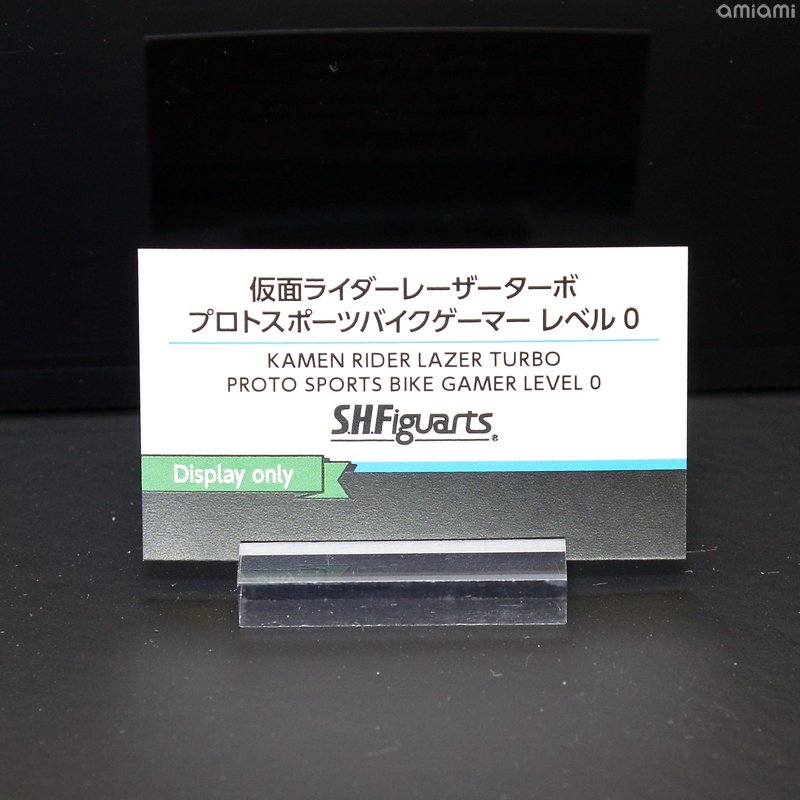 amiami
仮面ライダーレーザーターボ
プロトスポーツバイクゲーマー レベル 0
KAMEN RIDER LAZER TURBO
PROTO SPORTS BIKE GAMER LEVEL 0
S.H.Figuarts®
Display only